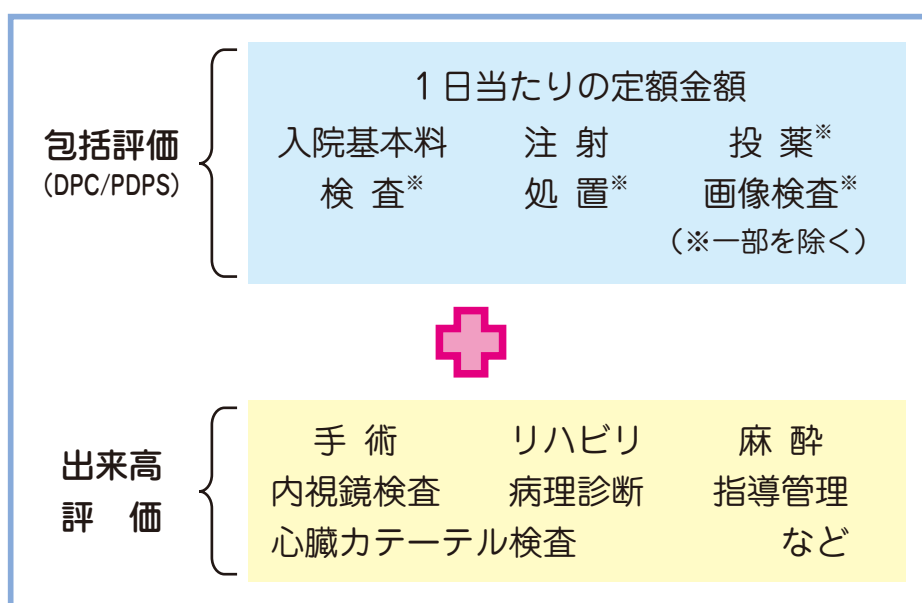 包括評価
(DPC/PDPS)
1日当たりの定額金額
入院基本料 注 射 投 薬※
検 査※ 処 置※ 画像検査※
(※一部を除く)
出来高
評 価
手 術 リハビリ 麻 酔
内視鏡検査 病理診断 指導管理
心臓カテーテル検査 など